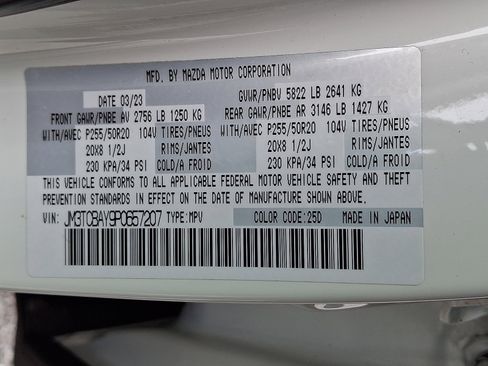 MFD. BY MAZDA MOTOR CORPORATION
DATE 03/23 GVWR/PNBV 5822 LB 2641 KG
FRONT GAWR/PNBE AV 2756 LB 1250 KG REAR GAWR/PNBE AR 3146 LB 1427 KG
WITH/AVEC P255/50R20 104V TIRES/PNEUS WITH/AVEC P255/50R20 104V TIRES/PNEUS
20X8 1/2J RIMS/JANTES 20X8 1/2J RIMS/JANTES
230 KPA/34 PSI COLD/A FROID 230 KPA/34 PSI COLD/A FROID
THIS VEHICLE CONFORMS TO ALL APPLICABLE FEDERAL MOTOR VEHICLE SAFETY AND THEFT
PREVENTION STANDARDS IN EFFECT ON THE DATE OF MANUFACTURE SHOWN ABOVE.
VIN: JM3TCBAY9P0657207 TYPE:MPV COLOR CODE:25D MADE IN JAPAN